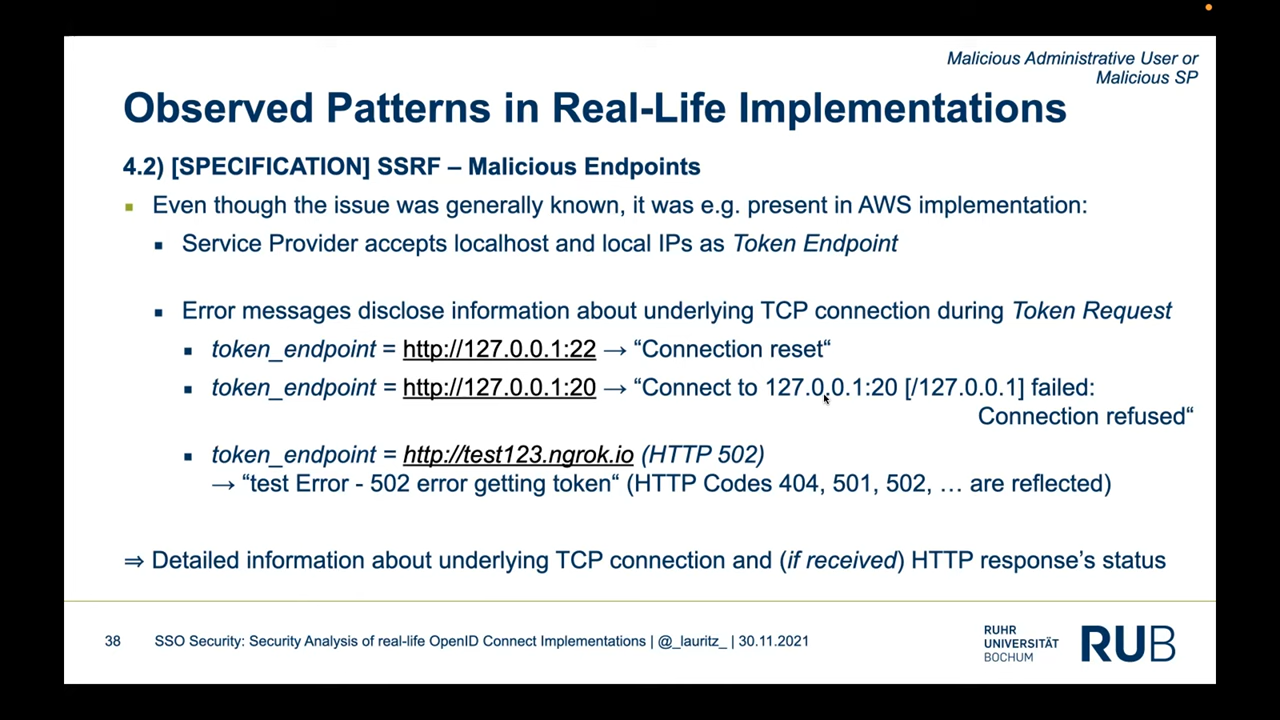 Malicious Administrative User or
Malicious SP
Observed Patterns in Real-Life Implementations
4.2) [SPECIFICATION] SSRF – Malicious Endpoints
▪ Even though the issue was generally known, it was e.g. present in AWS implementation:
▪ Service Provider accepts localhost and local IPs as Token Endpoint
▪ Error messages disclose information about underlying TCP connection during Token Request
▪ token_endpoint = http://127.0.0.1:22 → “Connection reset“
▪ token_endpoint = http://127.0.0.1:20 → “Connect to 127.0.0.1:20 [/127.0.0.1] failed:
Connection refused“
▪ token_endpoint = http://test123.ngrok.io (HTTP 502)
→ “test Error - 502 error getting token“ (HTTP Codes 404, 501, 502, … are reflected)
⇒ Detailed information about underlying TCP connection and (if received) HTTP response’s status
38 SSO Security: Security Analysis of real-life OpenID Connect Implementations | @_lauritz_ | 30.11.2021
RUHR
UNIVERSITÄT
BOCHUM
RUB